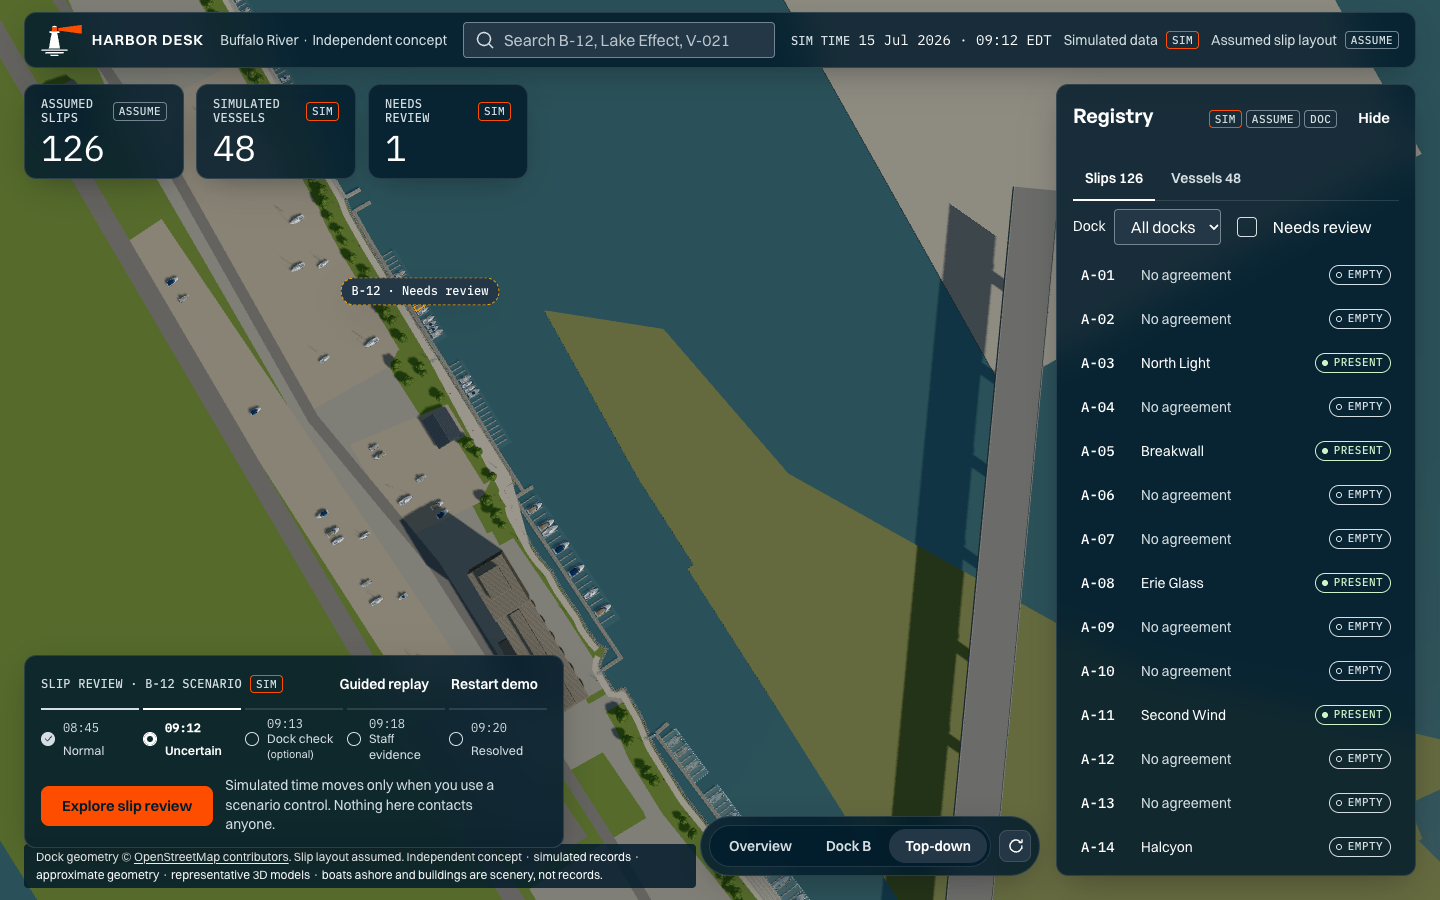 HARBOR DESK
Buffalo River · Independent concept
Search B-12, Lake Effect, V-021
SIM TIME 15 Jul 2026 · 09:12 EDT
Simulated data SIM
Assumed slip layout ASSUME
ASSUMED SLIPS ASSUME
126
SIMULATED VESSELS SIM
48
NEEDS REVIEW SIM
1
B-12 · Needs review
Registry SIM ASSUME DOC Hide
Slips 126 Vessels 48
Dock All docks Needs review
A-01 No agreement EMPTY
A-02 No agreement EMPTY
A-03 North Light PRESENT
A-04 No agreement EMPTY
A-05 Breakwall PRESENT
A-06 No agreement EMPTY
A-07 No agreement EMPTY
A-08 Erie Glass PRESENT
A-09 No agreement EMPTY
A-10 No agreement EMPTY
A-11 Second Wind PRESENT
A-12 No agreement EMPTY
A-13 No agreement EMPTY
A-14 Halcyon EMPTY
SLIP REVIEW · B-12 SCENARIO SIM Guided replay Restart demo
08:45 Normal
09:12 Uncertain
09:13 Dock check (optional)
09:18 Staff evidence
09:20 Resolved
Explore slip review
Simulated time moves only when you use a
scenario control. Nothing here contacts
anyone.
Dock geometry © OpenStreetMap contributors. Slip layout assumed. Independent concept · simulated records ·
approximate geometry · representative 3D models · boats ashore and buildings are scenery, not records.
Overview Dock B Top-down